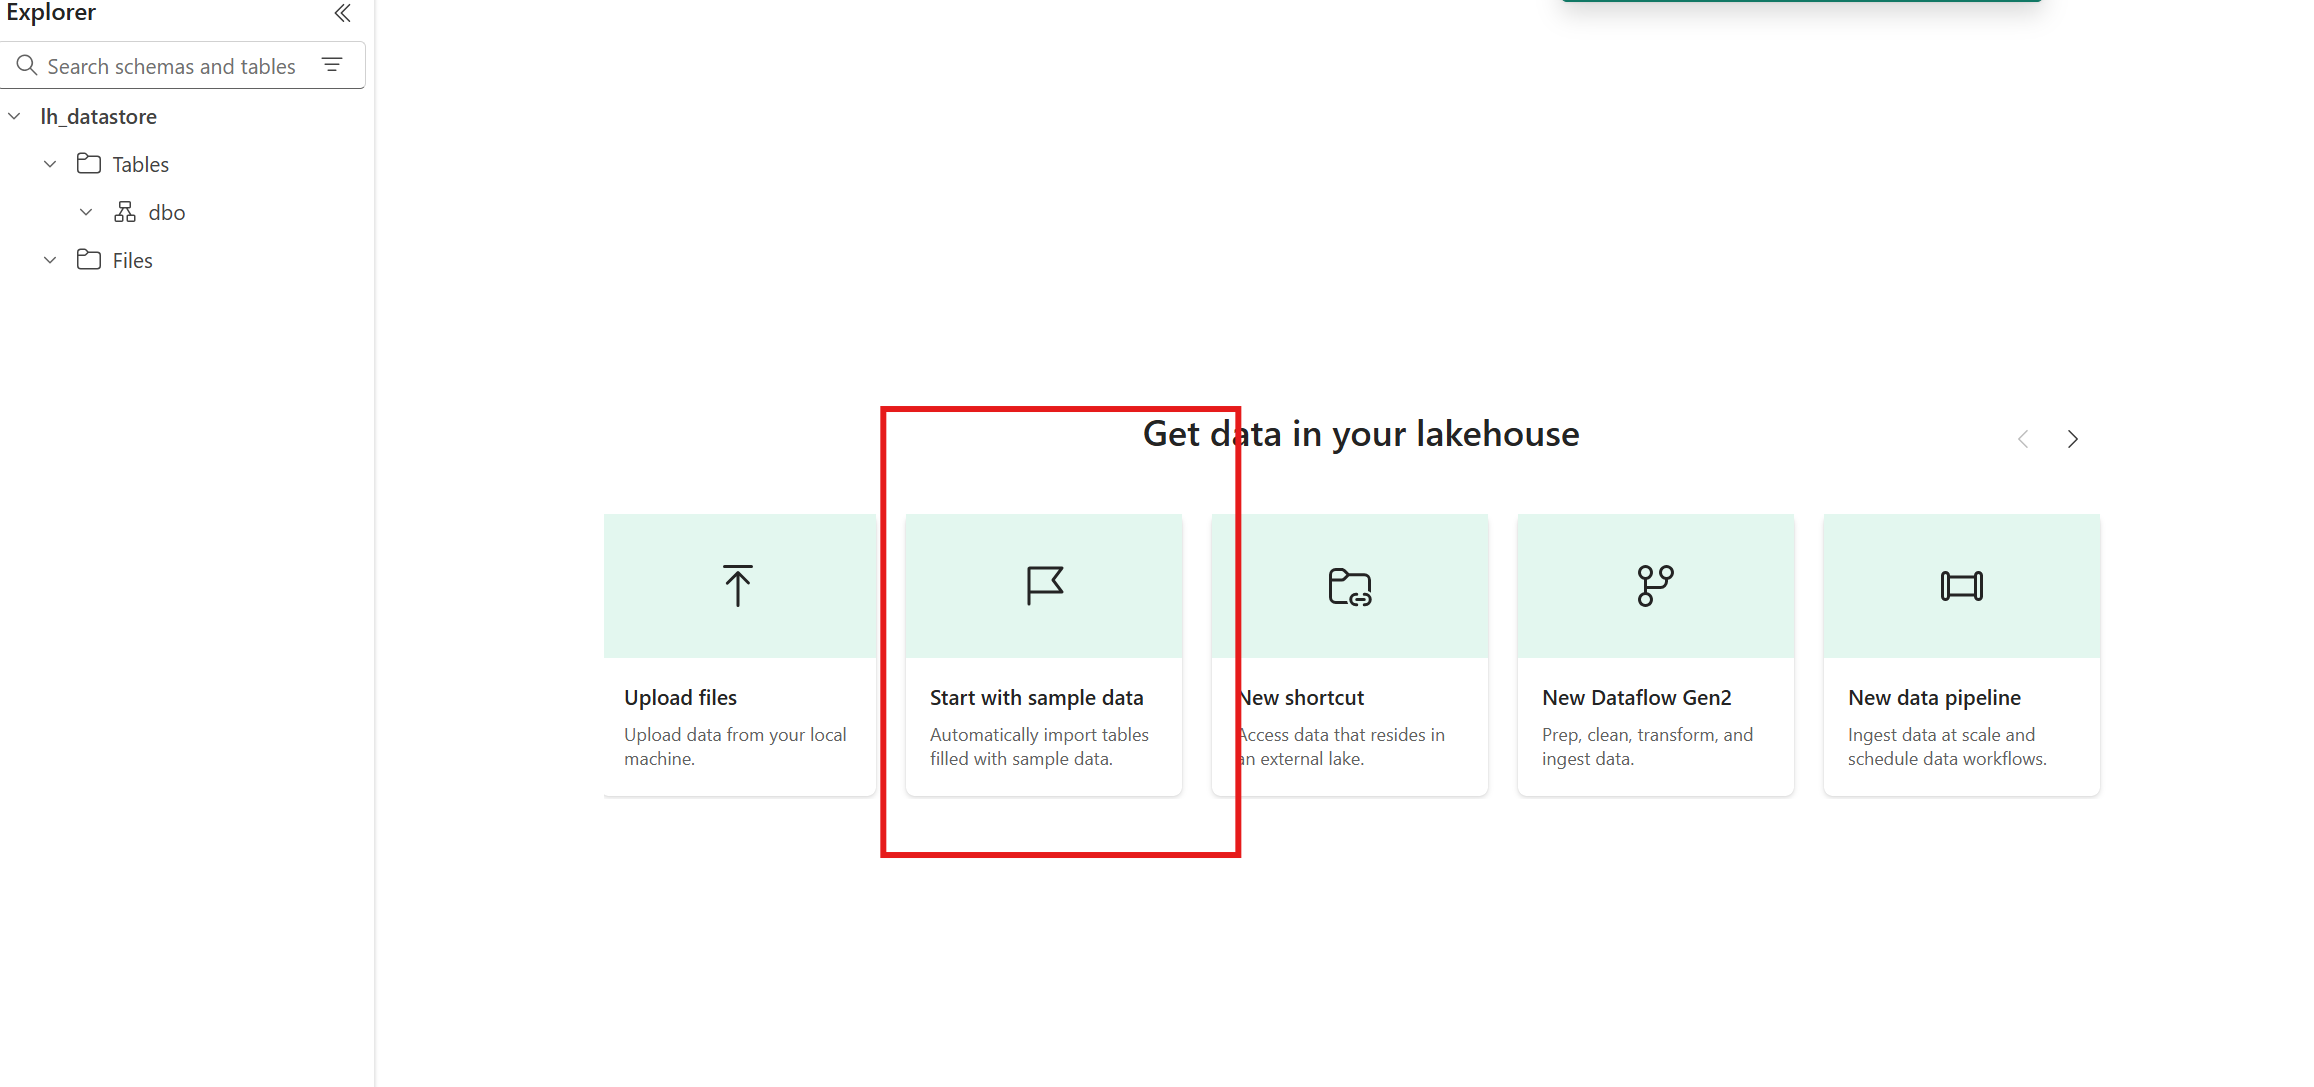 Explorer
Search schemas and tables
lh_datastore
Tables
dbo
Files
Get data in your lakehouse
Upload files
Upload data from your local
machine.
Start with sample data
Automatically import tables
filled with sample data.
New shortcut
Access data that resides in
an external lake.
New Dataflow Gen2
Prep, clean, transform, and
ingest data.
New data pipeline
Ingest data at scale and
schedule data workflows.